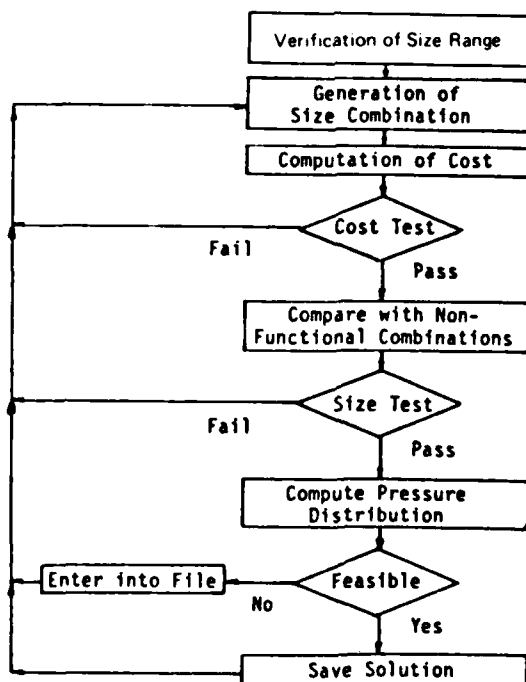 Verification of Size Range
Generation of
Size Combination
Computation of Cost
Cost Test
Fail
Pass
Compare with Non-
Functional Combinations
Size Test
Fail
Pass
Compute Pressure
Distribution
Enter into File
Feasible
No
Yes
Save Solution